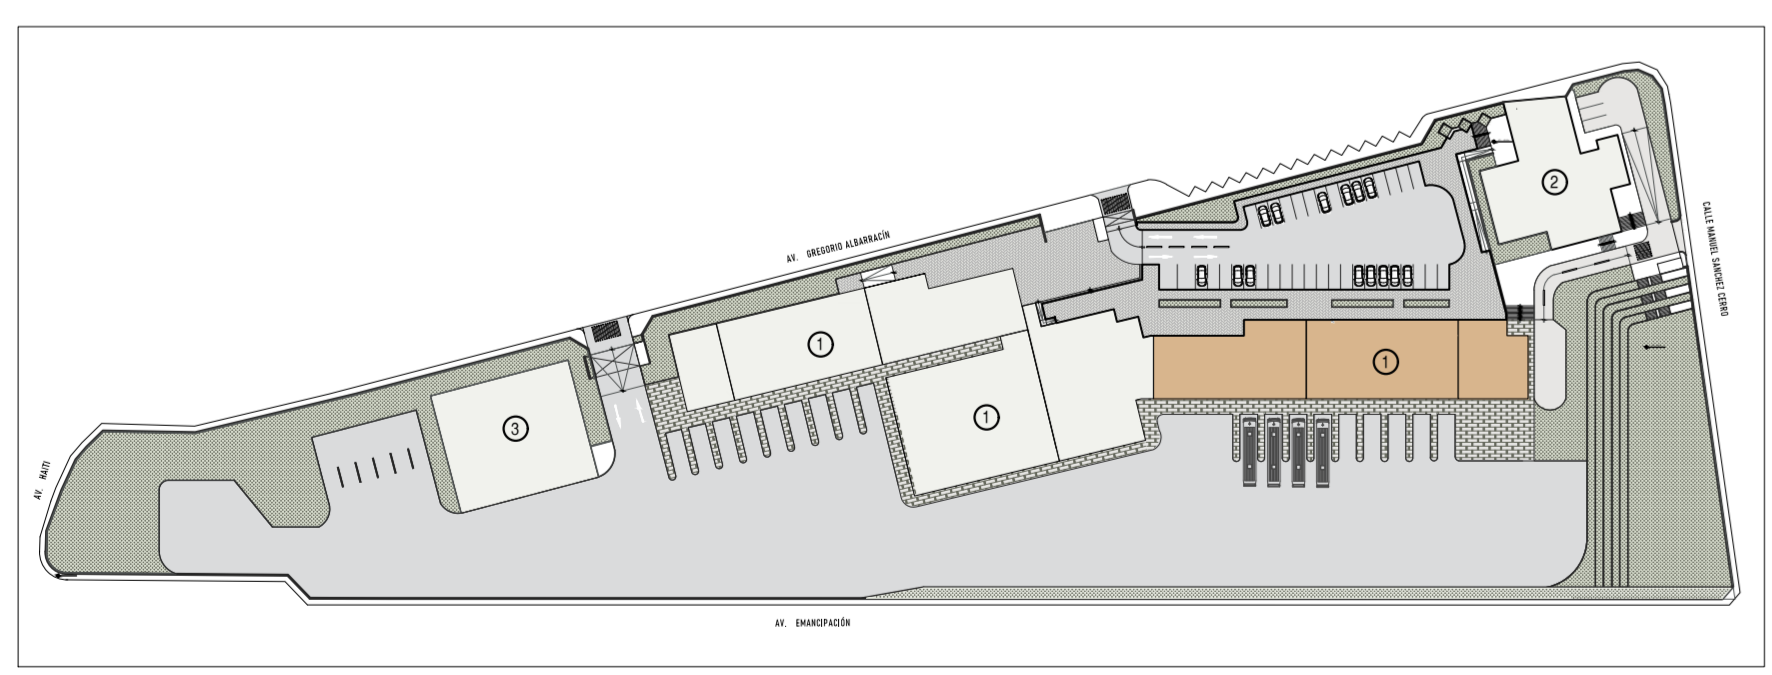 2
CALLE MANUEL SANCHEZ CERRO
AV. GREGORIO ALBARRACÍN
1
1
1
3
AV. HAITI
AV. EMANCIPACIÓN